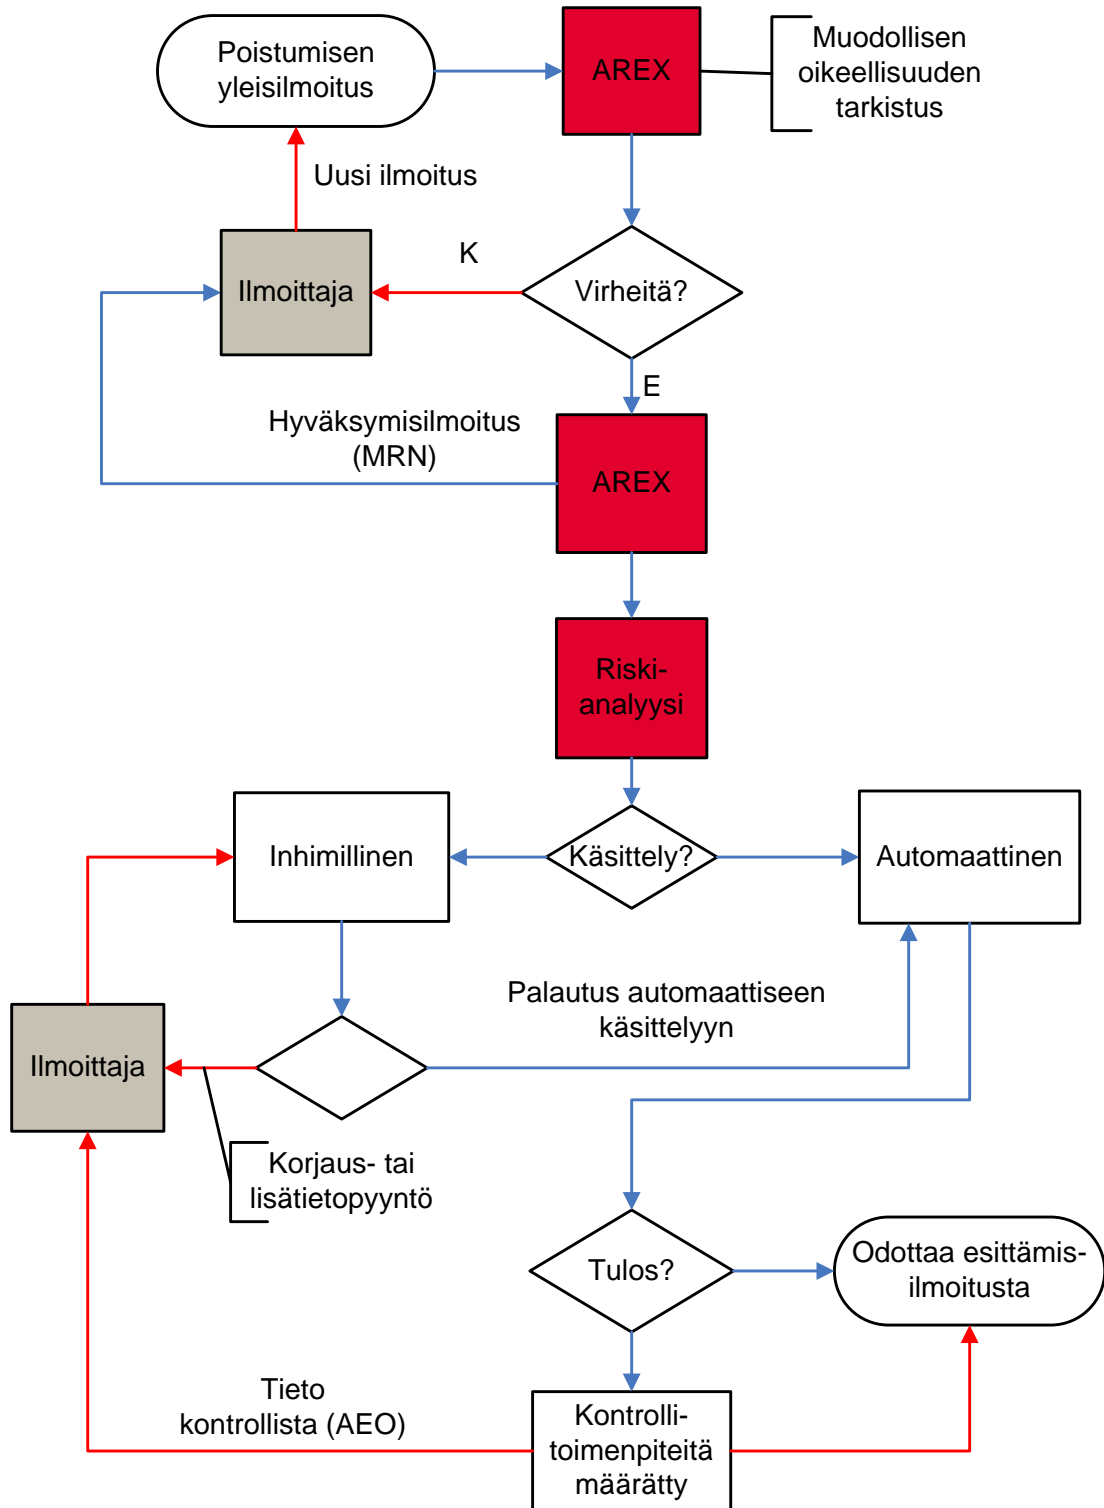 Poistumisen
yleisilmoitus
AREX
Muodollisen
oikeellisuuden
tarkistus
Uusi ilmoitus
K
Ilmoittaja
Virheitä?
E
Hyväksymisilmoitus
(MRN)
AREX
Riski-
analyysi
Inhimillinen
Käsittely?
Automaattinen
Palautus automaattiseen
käsittelyyn
Ilmoittaja
Korjaus- tai
lisätietopyyntö
Tulos?
Odottaa esittämis-
ilmoitusta
Tieto
kontrollista (AEO)
Kontrolli-
toimenpiteitä
määrätty